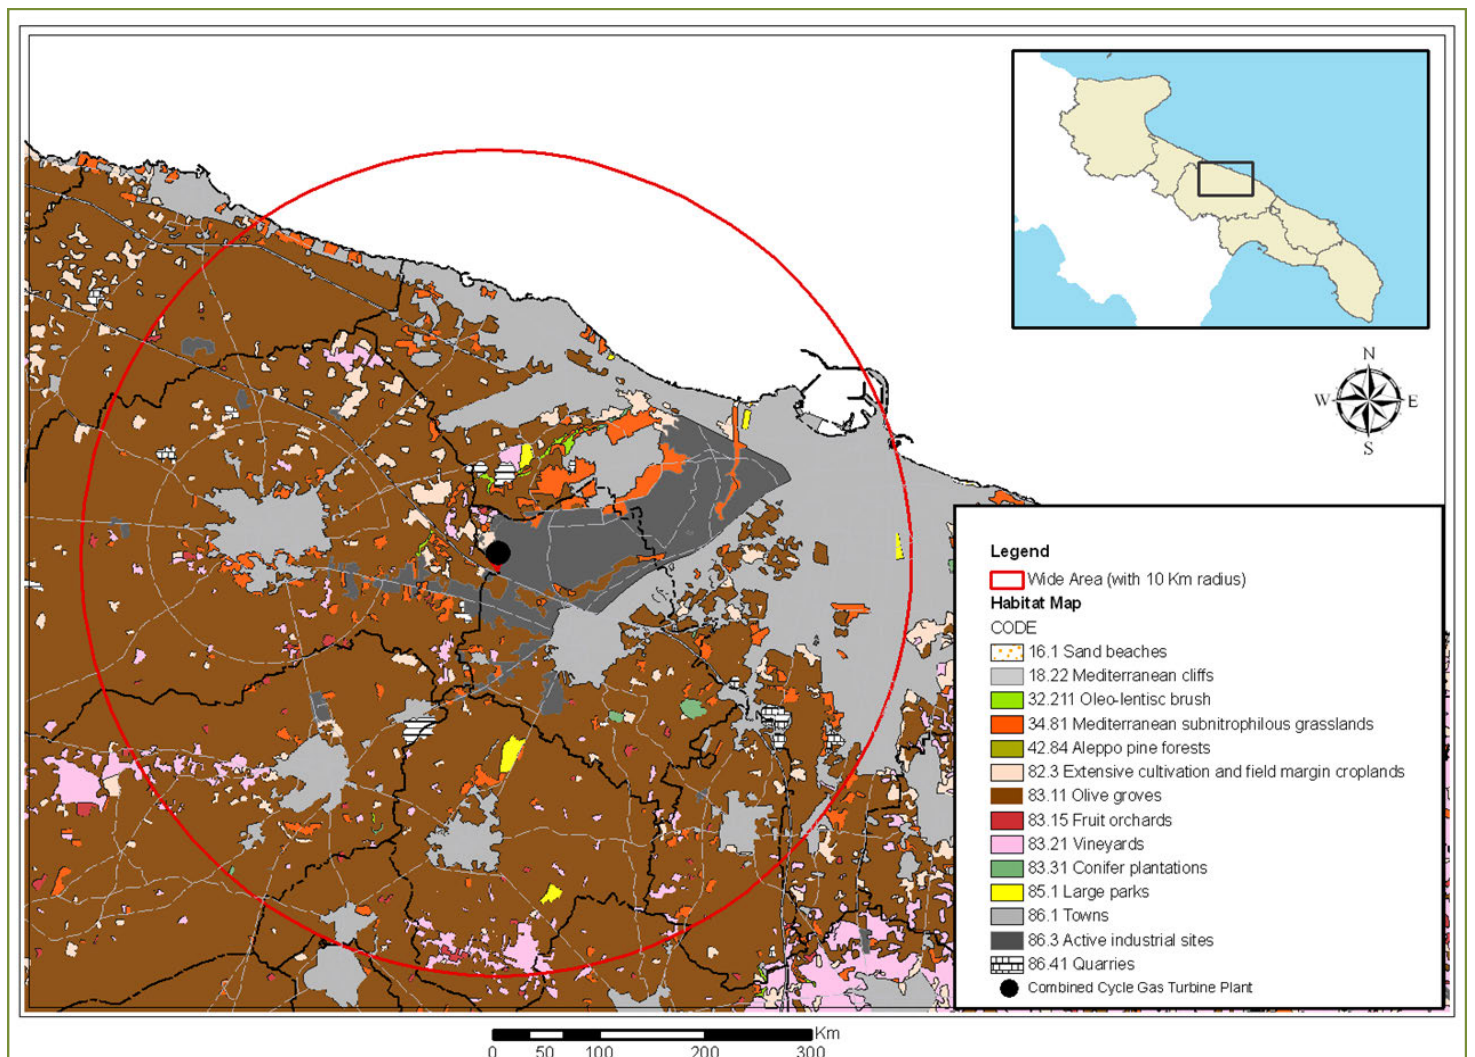 N
W E
S
Legend
Wide Area (with 10 Km radius)
Habitat Map
CODE
16.1 Sand beaches
18.22 Mediterranean cliffs
32.211 Oleo-lentisc brush
34.81 Mediterranean subnitrophilous grasslands
42.84 Aleppo pine forests
82.3 Extensive cultivation and field margin croplands
83.11 Olive groves
83.15 Fruit orchards
83.21 Vineyards
83.31 Conifer plantations
85.1 Large parks
86.1 Towns
86.3 Active industrial sites
86.41 Quarries
Combined Cycle Gas Turbine Plant
Km
0 50 100 200 300